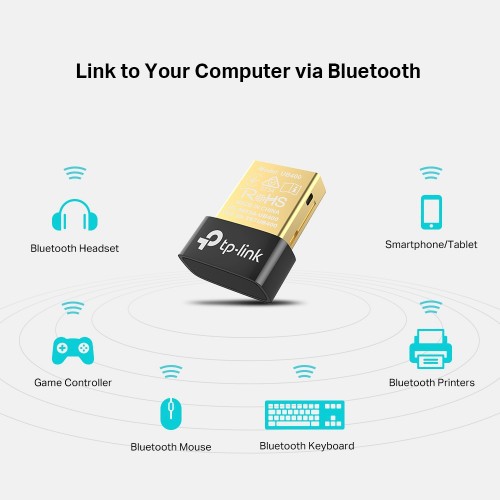 Link to Your Computer via Bluetooth
RoHS
tp-link
Bluetooth Headset
Smartphone/Tablet
Game Controller
Bluetooth Printers
Bluetooth Mouse
Bluetooth Keyboard